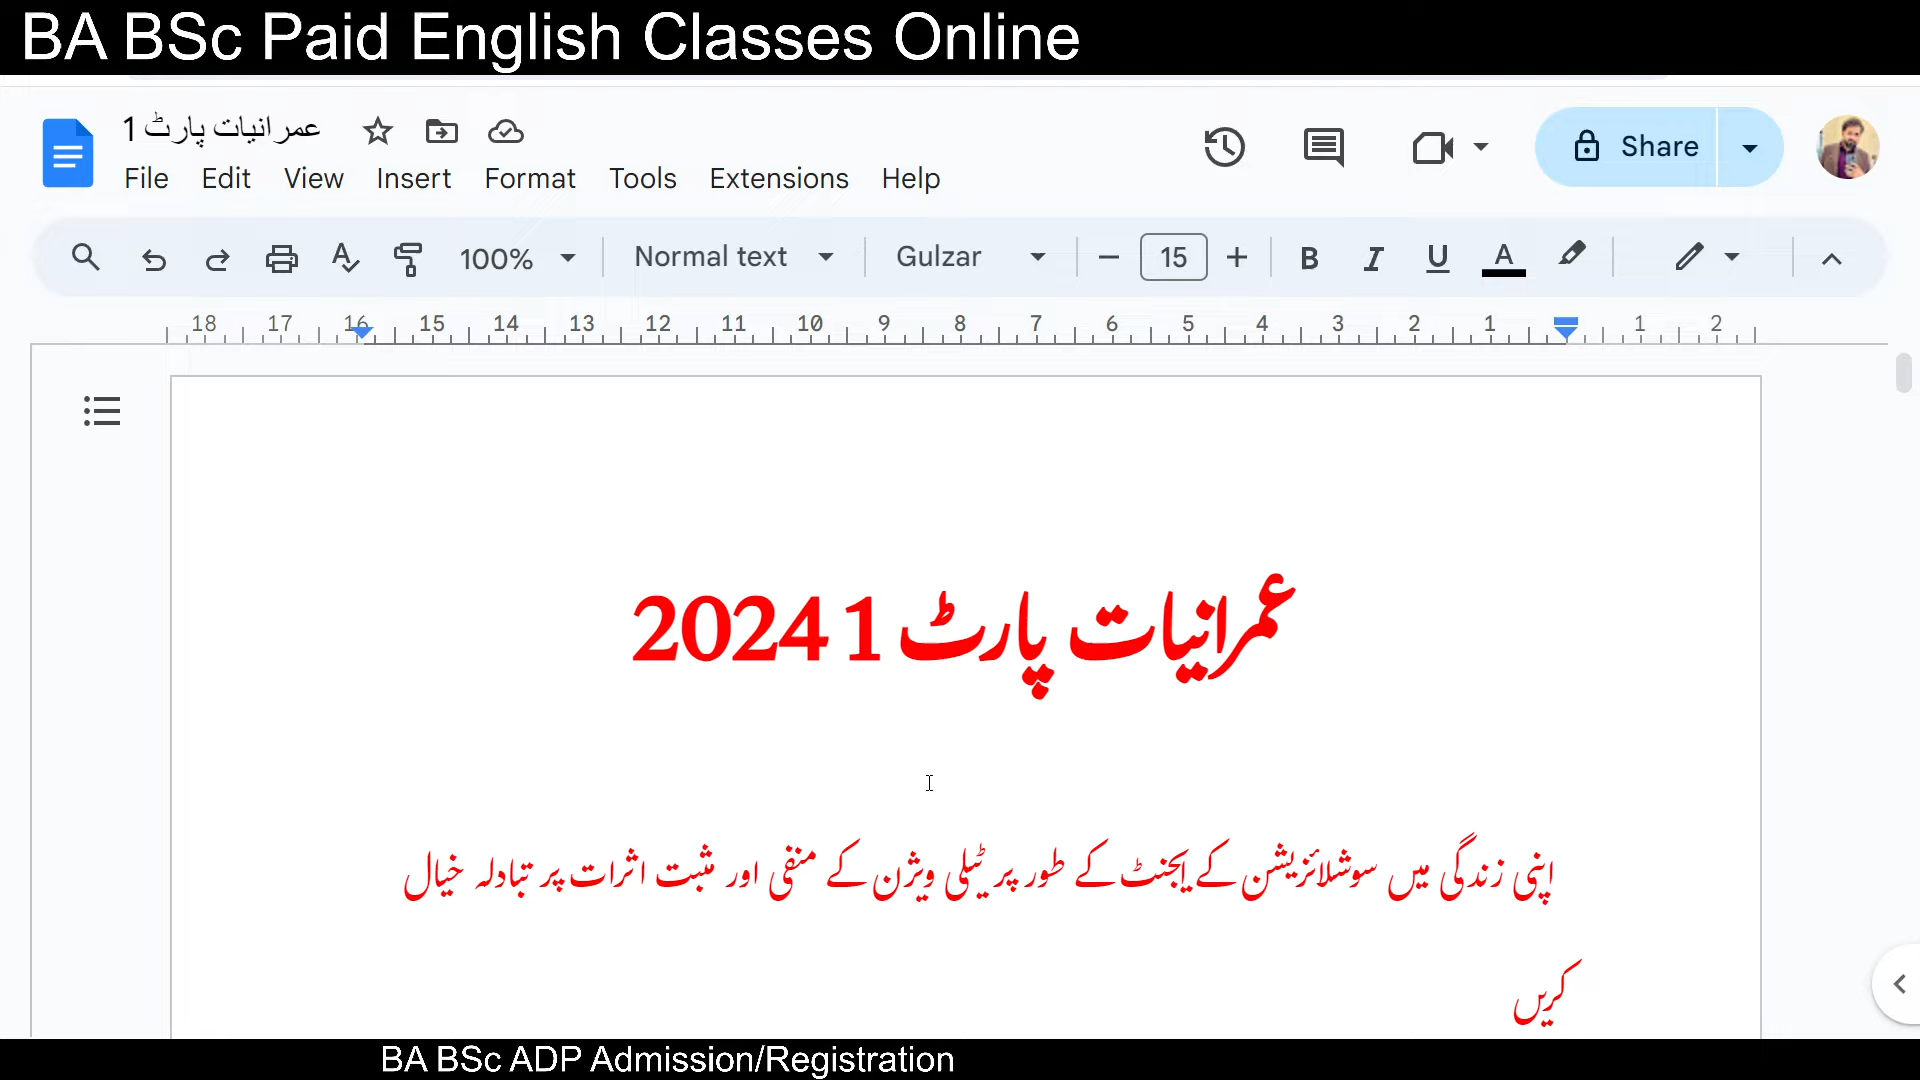 BA BSc Paid English Classes Online
عمرانیات پارٹ 1
File Edit View Insert Format Tools Extensions Help
Share
100% Normal text Gulzar 15 B I U A
18 17 16 15 14 13 12 11 10 9 8 7 6 5 4 3 2 1 1 2
عمرانیات پارٹ 1 2024
اپنی زندگی میں سوشلائزیشن کے ایجنٹ کے طور پر ٹیلی ویژن کے منفی اور مثبت اثرات پر تبادلہ خیال
کریں
BA BSc ADP Admission/Registration